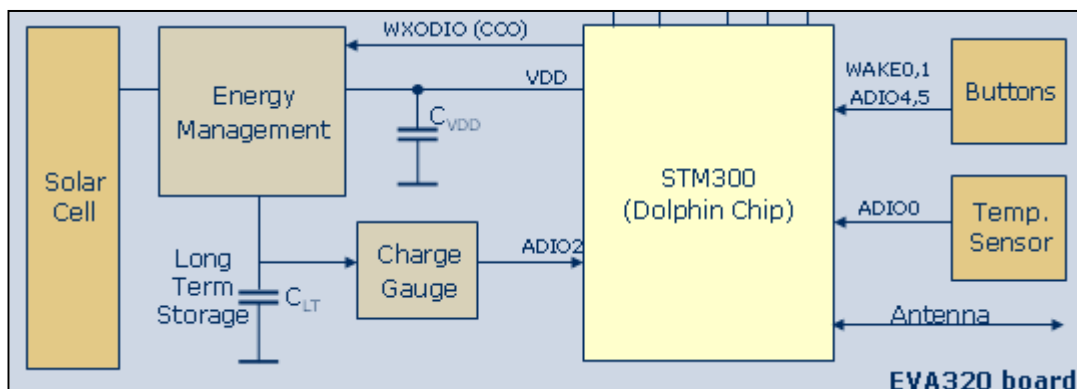 WXODIO (CCO)
VDD
Energy
Management
C_VDD
Solar
Cell
Long
Term
Storage
C_LT
Charge
Gauge
ADIO2
STM300
(Dolphin Chip)
WAKE0,1
ADIO4,5
Buttons
ADIO0
Temp.
Sensor
Antenna
EVA320 board